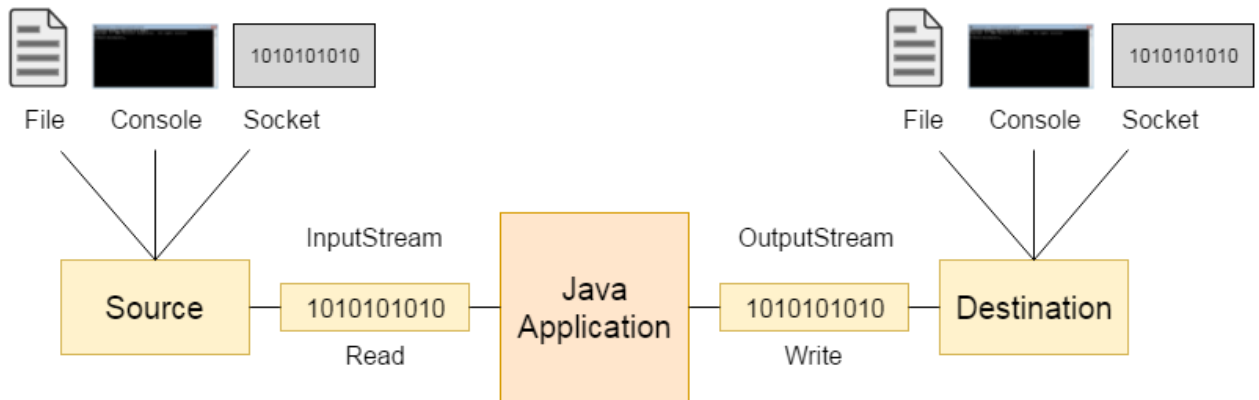 1010101010
1010101010
File Console Socket
File Console Socket
InputStream
OutputStream
Source
1010101010
Java
Application
1010101010
Destination
Read
Write